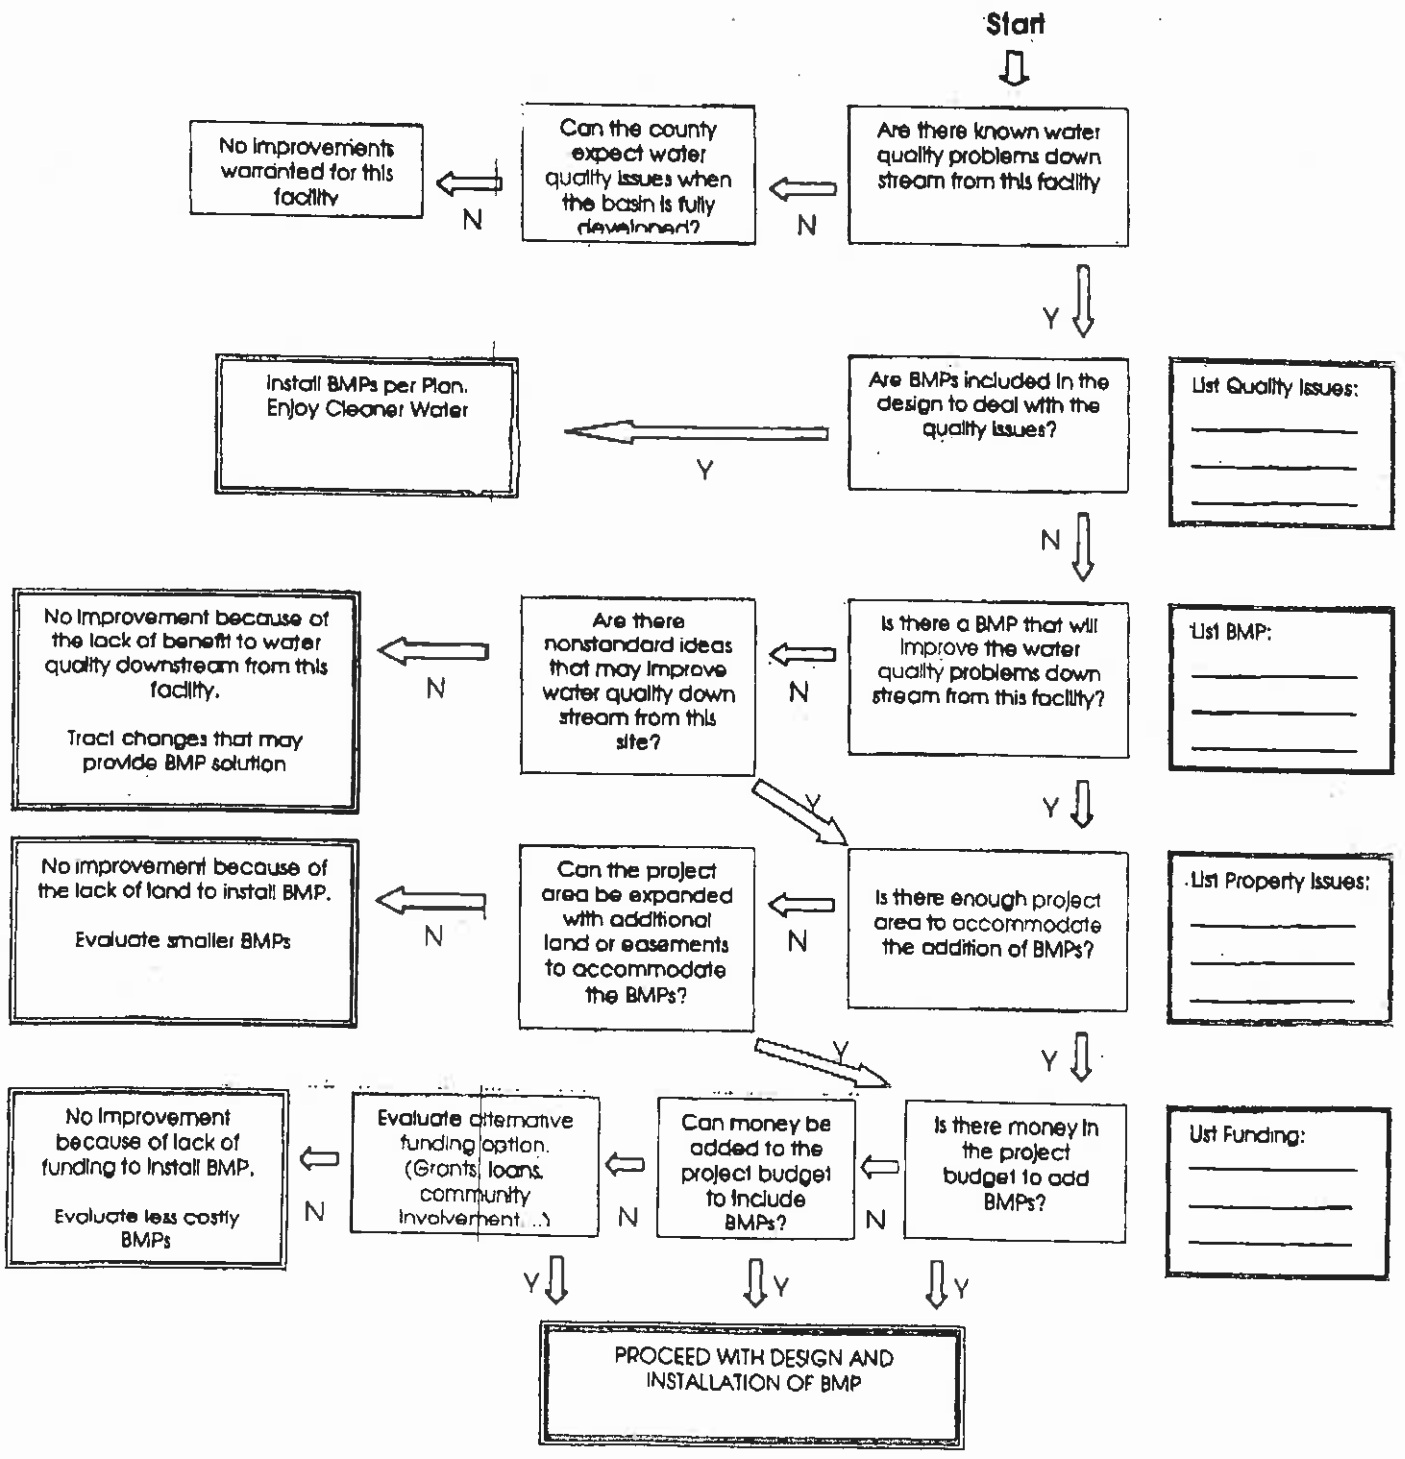 Start
No improvements
warranted for this
facility
N
Can the county
expect water
quality issues when
the basin is fully
developed?
N
Are there known water
quality problems down
stream from this facility
Y
Install BMPs per Plan.
Enjoy Cleaner Water
Y
Are BMPs included in the
design to deal with the
quality issues?
List Quality Issues:
N
No improvement because of
the lack of benefit to water
quality downstream from this
facility.
Tract changes that may
provide BMP solution
N
Are there
nonstandard ideas
that may improve
water quality down
stream from this
site?
N
Is there a BMP that will
improve the water
quality problems down
stream from this facility?
List BMP:
Y
Y
No improvement because of
the lack of land to install BMP.
Evaluate smaller BMPs
N
Can the project
area be expanded
with additional
land or easements
to accommodate
the BMPs?
N
Is there enough project
area to accommodate
the addition of BMPs?
List Property Issues:
Y
Y
No improvement
because of lack of
funding to install BMP.
Evaluate less costly
BMPs
N
Evaluate alternative
funding option.
(Grants, loans,
community
involvement...)
N
Can money be
added to the
project budget
to include
BMPs?
N
Is there money in
the project
budget to add
BMPs?
List Funding:
Y
Y
Y
PROCEED WITH DESIGN AND
INSTALLATION OF BMP